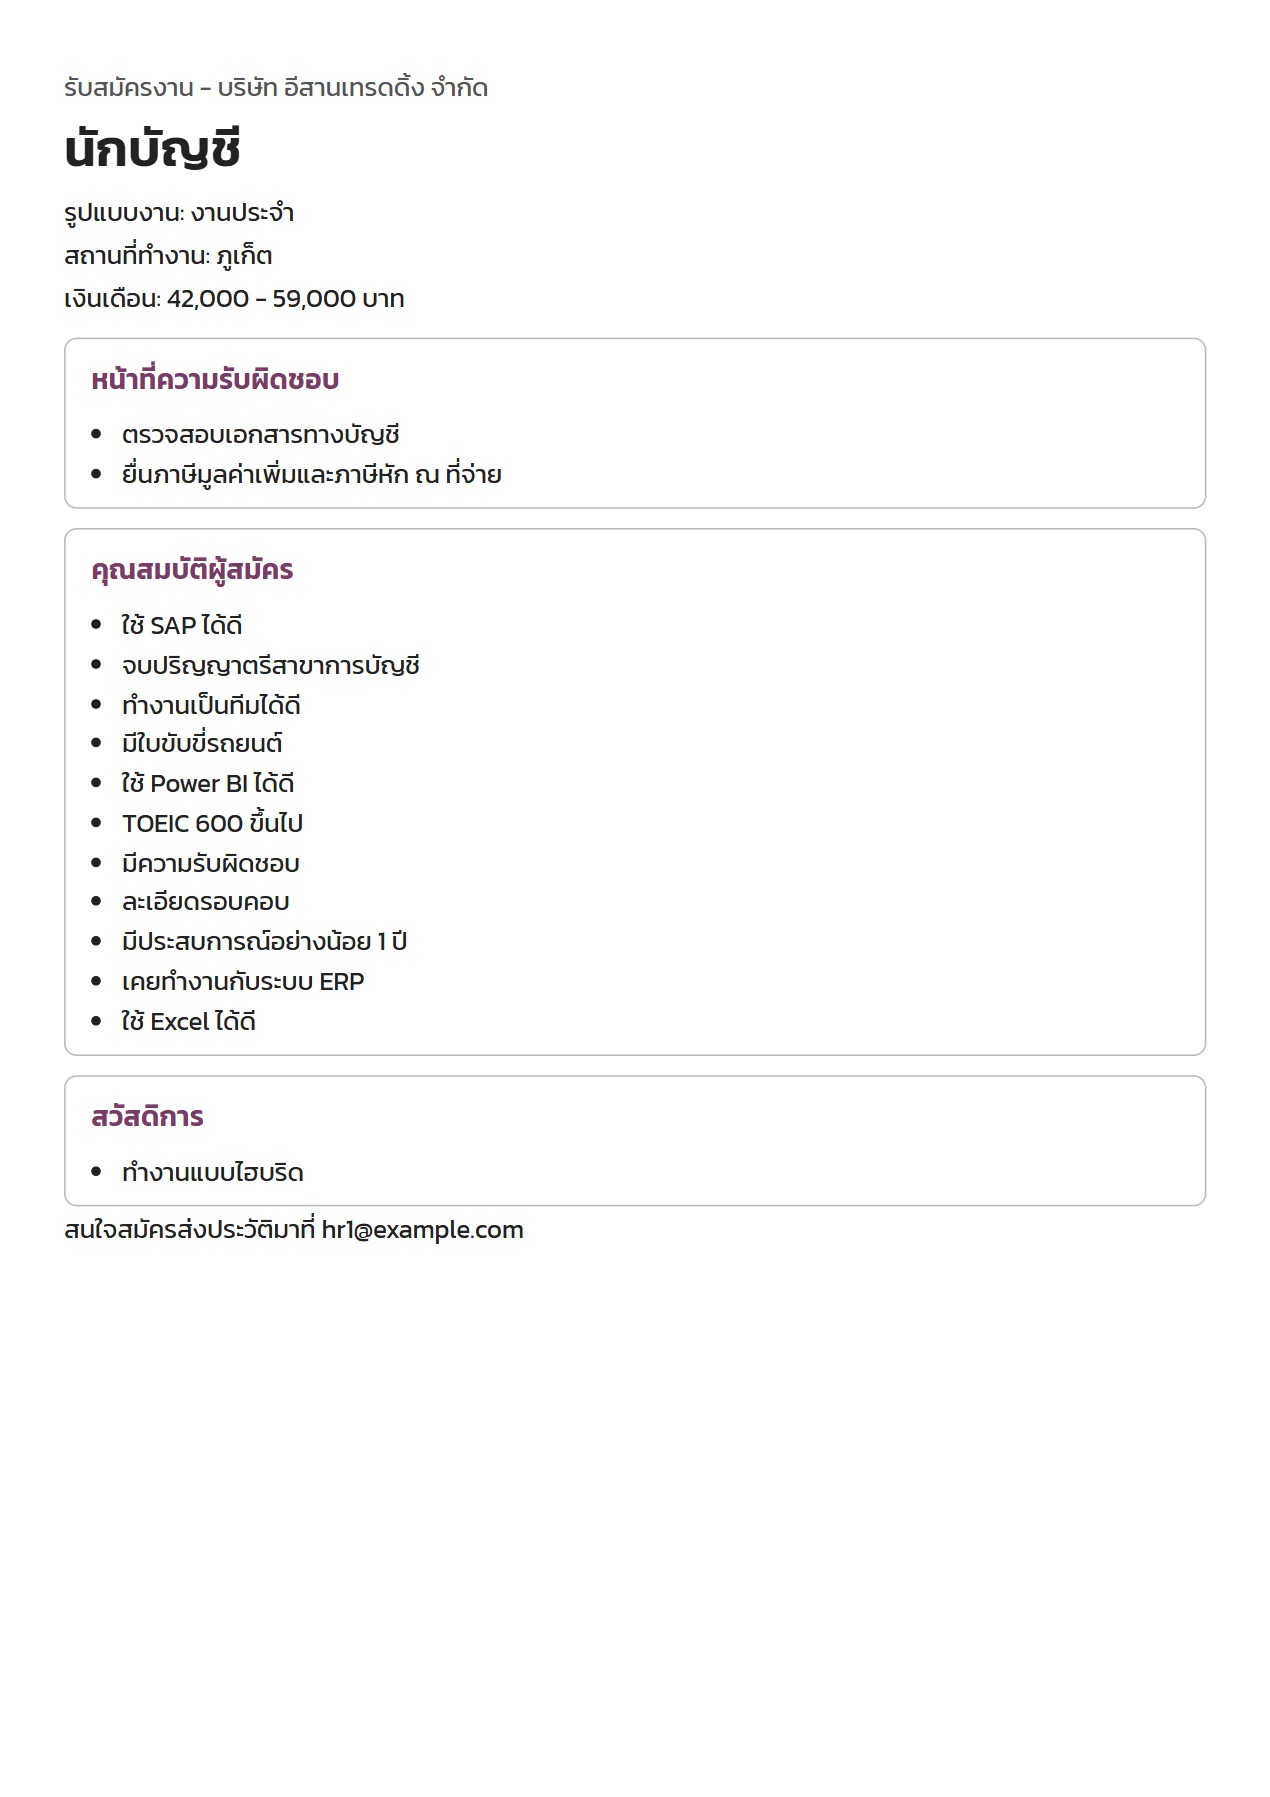 รับสมัครงาน – บริษัท อีสานเทรดดิ้ง จำกัด
นักบัญชี
รูปแบบงาน: งานประจำ
สถานที่ทำงาน: ภูเก็ต
เงินเดือน: 42,000 – 59,000 บาท
หน้าที่ความรับผิดชอบ
• ตรวจสอบเอกสารทางบัญชี
• ยื่นภาษีมูลค่าเพิ่มและภาษีหัก ณ ที่จ่าย
คุณสมบัติผู้สมัคร
• ใช้ SAP ได้ดี
• จบปริญญาตรีสาขาการบัญชี
• ทำงานเป็นทีมได้ดี
• มีใบขับขี่รถยนต์
• ใช้ Power BI ได้ดี
• TOEIC 600 ขึ้นไป
• มีความรับผิดชอบ
• ละเอียดรอบคอบ
• มีประสบการณ์อย่างน้อย 1 ปี
• เคยทำงานกับระบบ ERP
• ใช้ Excel ได้ดี
สวัสดิการ
• ทำงานแบบไฮบริด
สนใจสมัครส่งประวัติมาที่ hr1@example.com